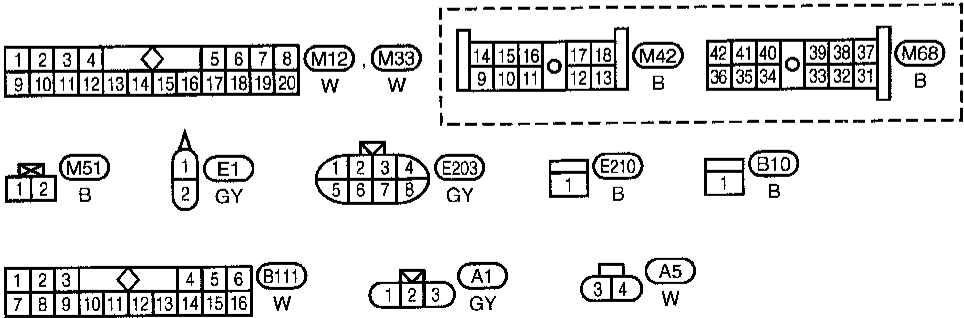 1 2 3 4 5 6 7 8 M12 , M33
9 10 11 12 13 14 15 16 17 18 19 20 W W
14 15 16 17 18 M42
9 10 11 12 13 B
42 41 40 39 38 37 M68
36 35 34 33 32 31 B
M51
1 2 B
1 E1
2 GY
1 2 3 4 E203
5 6 7 8 GY
E210
1 B
B10
1 B
1 2 3 4 5 6 B111
7 8 9 10 11 12 13 14 15 16 W
A1
1 2 3 GY
A5
3 4 W